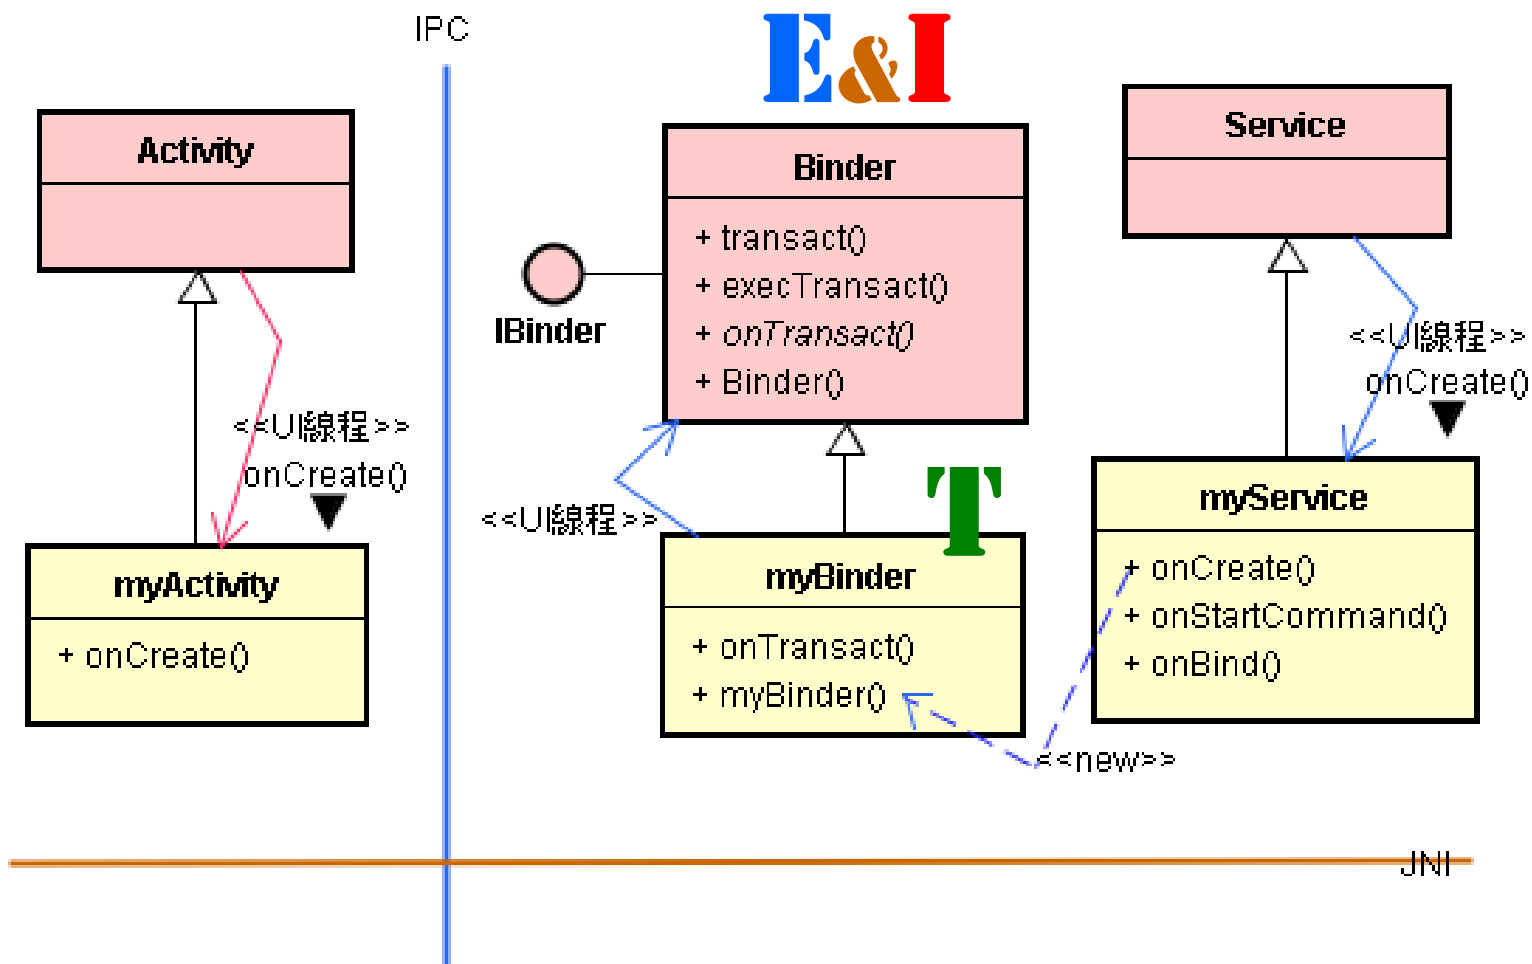 IPC
E&I
Activity
Binder
+ transact()
+ execTransact()
+ onTransact()
+ Binder()
IBinder
Service
<<UI線程>>
onCreate()
<<UI線程>>
onCreate()
<<UI線程>>
T
myActivity
+ onCreate()
myBinder
+ onTransact()
+ myBinder()
myService
+ onCreate()
+ onStartCommand()
+ onBind()
<<new>>
JNI